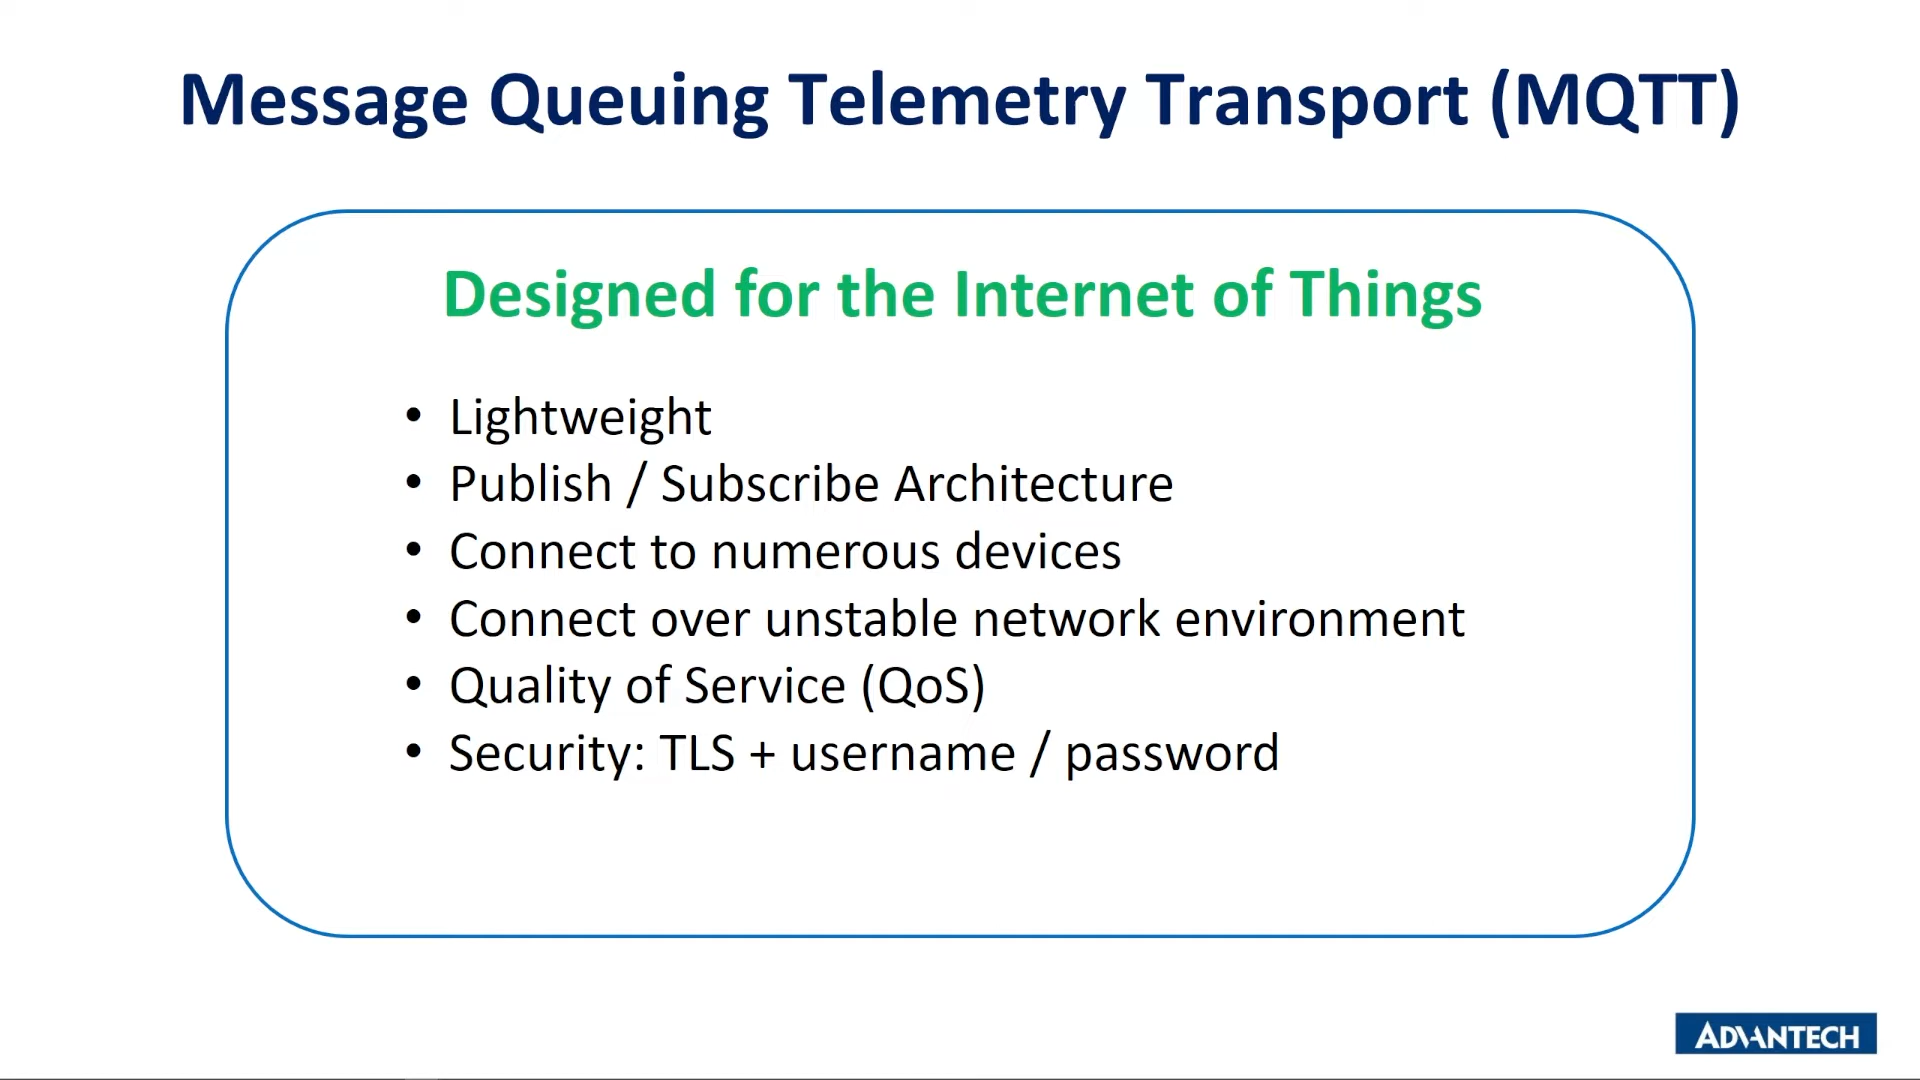 Message Queuing Telemetry Transport (MQTT)
Designed for the Internet of Things
• Lightweight
• Publish / Subscribe Architecture
• Connect to numerous devices
• Connect over unstable network environment
• Quality of Service (QoS)
• Security: TLS + username / password
ADVANTECH